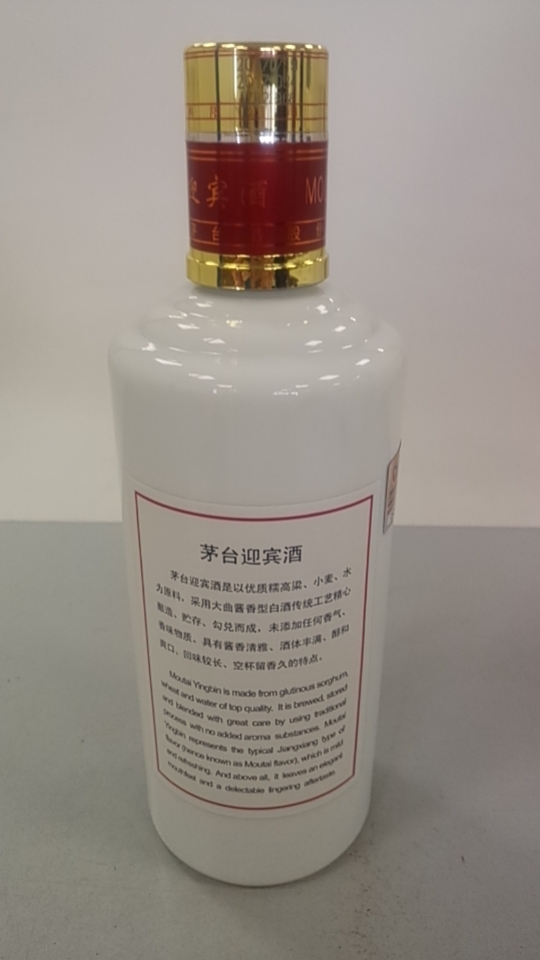 迎宾酒 MO
茅台迎宾酒
茅台迎宾酒是以优质糯高粱、小麦、水
为原料，采用大曲酱香型白酒传统工艺精心
酿造、贮存、勾兑而成，未添加任何香气、
香味物质。具有酱香清雅、酒体丰满、醇和
爽口、回味较长、空杯留香久的特点。
Moutai Yingbin is made from glutinous sorghum,
wheat and water of top quality. It is brewed, stored
and blended with great care by using traditional
process with no added aroma substances. Moutai
Yingbin represents the typical Jiangxiang type of
flavor (hence known as Moutai flavor), which is mild
and refreshing. And above all, it leaves an elegant
mouthfeel and a delectable lingering aftertaste.